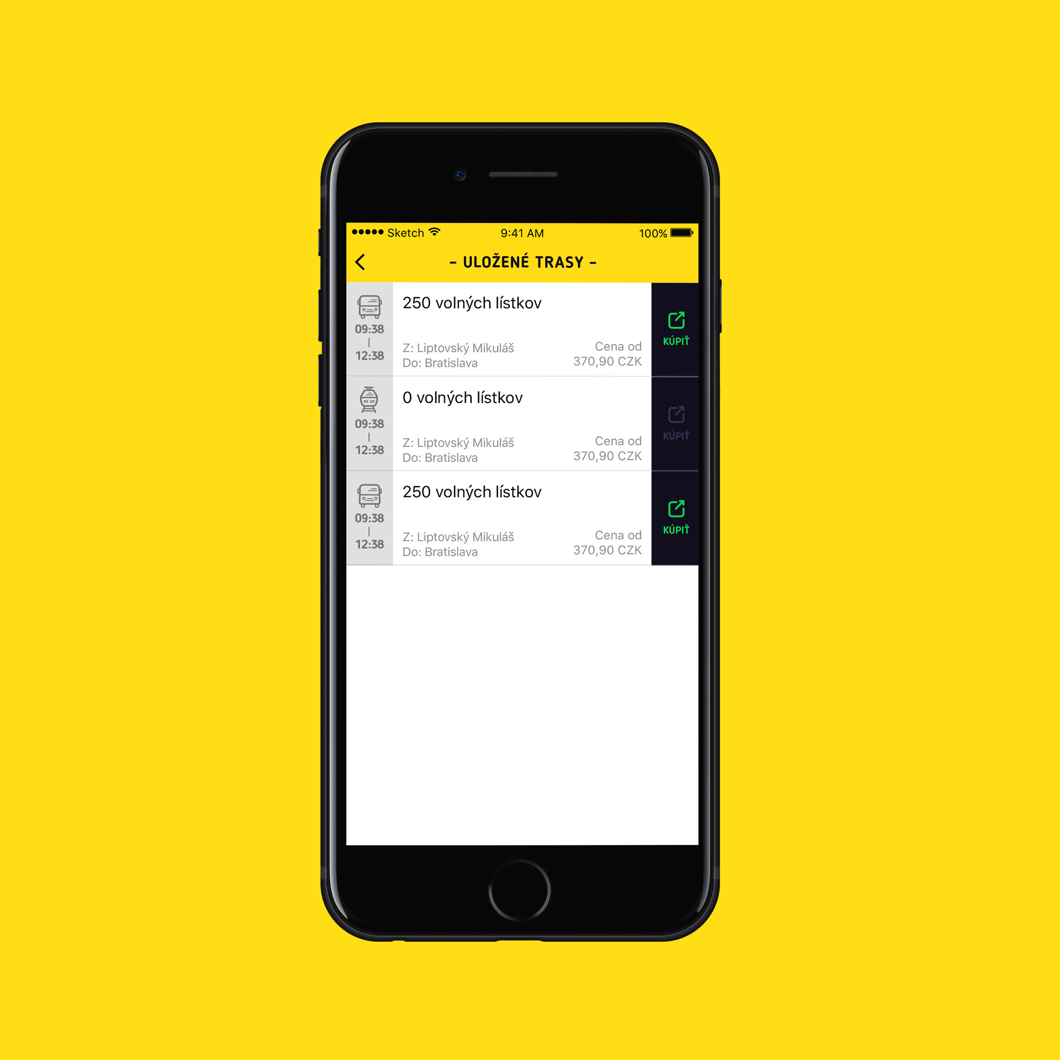 Sketch 9:41 AM 100%
- ULOŽENÉ TRASY -
250 volných lístkov
09:38
12:38
Z: Liptovský Mikuláš
Do: Bratislava
Cena od
370,90 CZK
KÚPIŤ
0 volných lístkov
09:38
12:38
Z: Liptovský Mikuláš
Do: Bratislava
Cena od
370,90 CZK
KÚPIŤ
250 volných lístkov
09:38
12:38
Z: Liptovský Mikuláš
Do: Bratislava
Cena od
370,90 CZK
KÚPIŤ